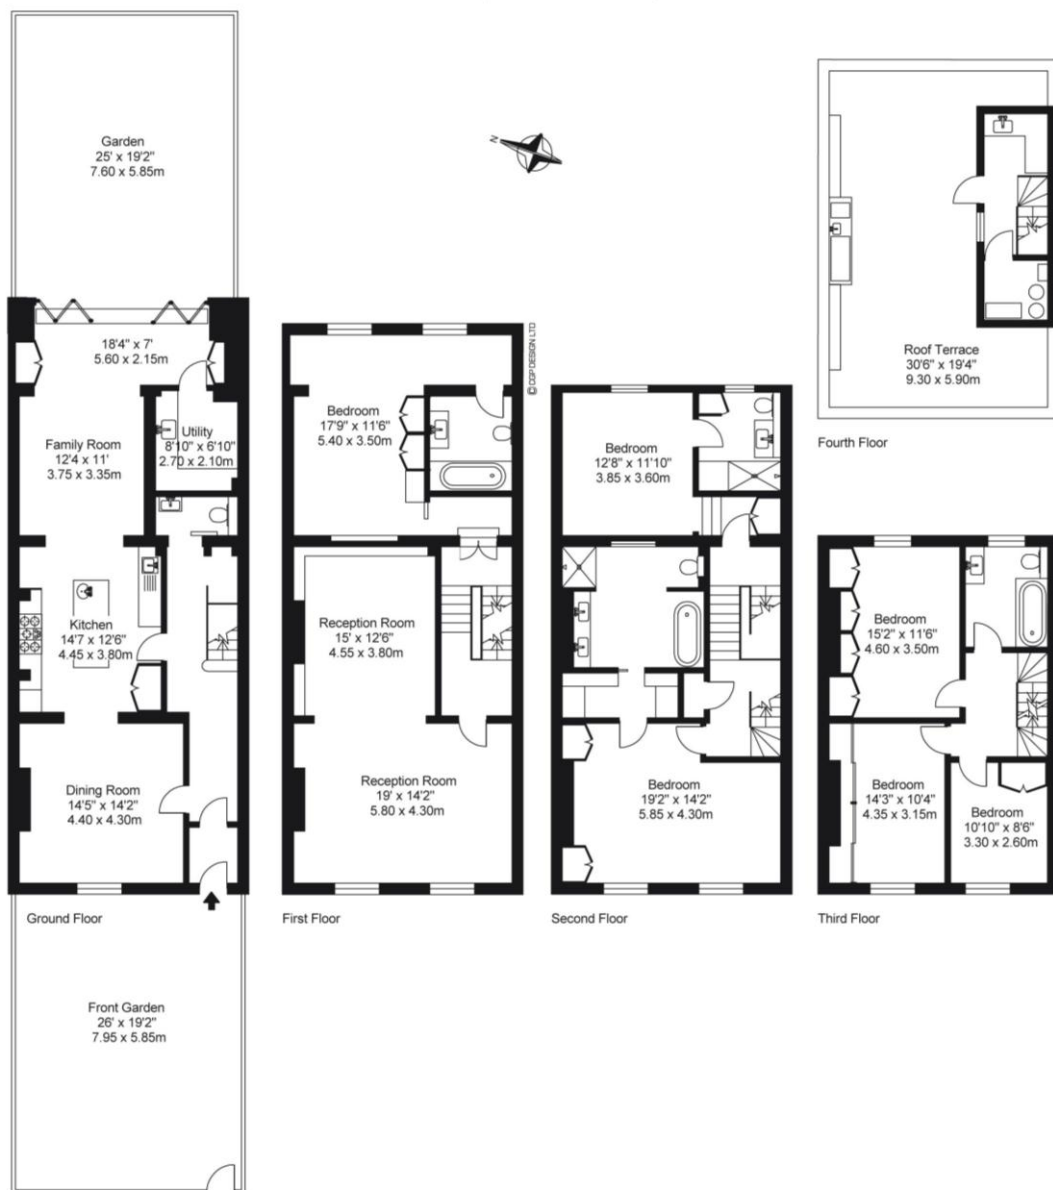 Garden
25' x 19'2"
7.60 x 5.85m
N
18'4" x 7'
5.60 x 2.15m
Family Room
12'4 x 11'
3.75 x 3.35m
Utility
8'10" x 6'10"
2.70 x 2.10m
Kitchen
14'7 x 12'6"
4.45 x 3.80m
Dining Room
14'5" x 14'2"
4.40 x 4.30m
Ground Floor
Front Garden
26' x 19'2"
7.95 x 5.85m
© DDP DESIGN LTD
Bedroom
17'9" x 11'6"
5.40 x 3.50m
Reception Room
15' x 12'6"
4.55 x 3.80m
Reception Room
19' x 14'2"
5.80 x 4.30m
First Floor
Bedroom
12'8" x 11'10"
3.85 x 3.60m
Bedroom
19'2" x 14'2"
5.85 x 4.30m
Second Floor
Roof Terrace
30'6" x 19'4"
9.30 x 5.90m
Fourth Floor
Bedroom
15'2" x 11'6"
4.60 x 3.50m
Bedroom
14'3" x 10'4"
4.35 x 3.15m
Bedroom
10'10" x 8'6"
3.30 x 2.60m
Third Floor